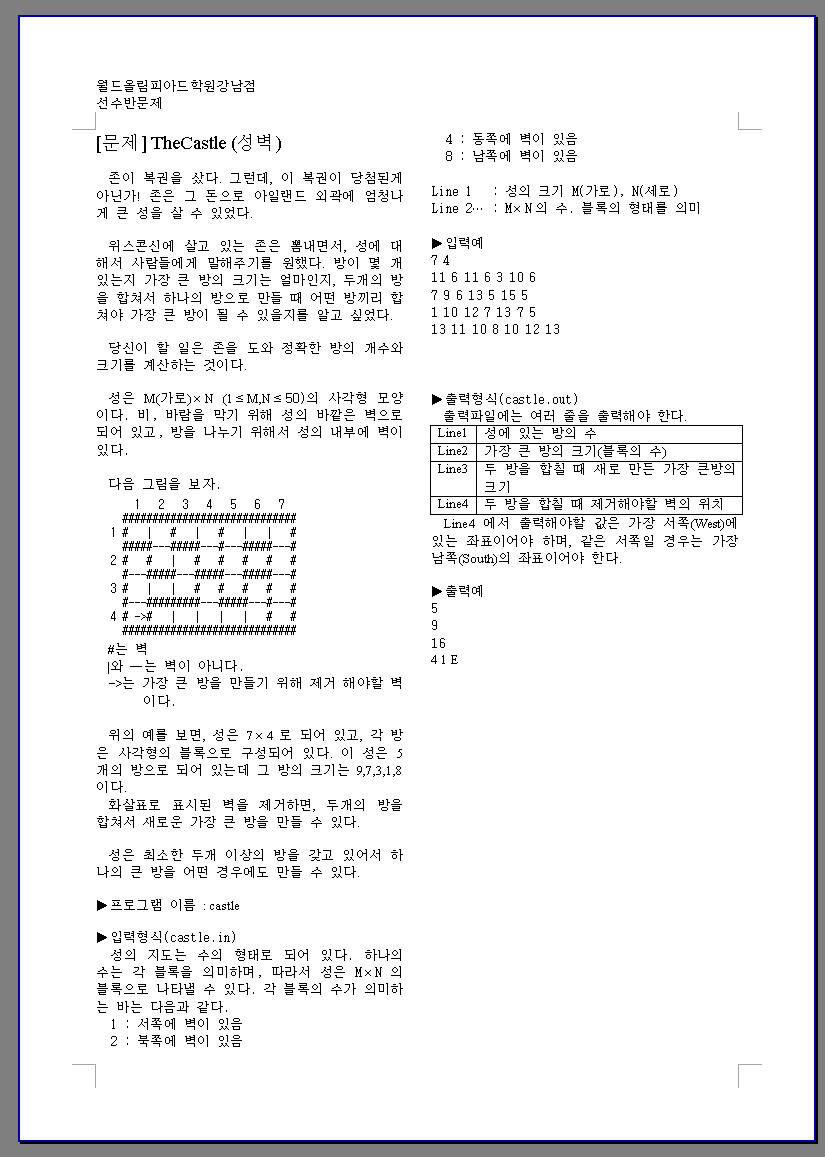 월드올림피아드학원강남점
선수반문제
[문제] TheCastle (성벽)
존이 복권을 샀다. 그런데, 이 복권이 당첨된게
아닌가! 존은 그 돈으로 아일랜드 외곽에 엄청나
게 큰 성을 살 수 있었다.
위스콘신에 살고 있는 존은 뽐내면서, 성에 대
해서 사람들에게 말해주기를 원했다. 방이 몇 개
있는지 가장 큰 방의 크기는 얼마인지, 두개의 방
을 합쳐서 하나의 방으로 만들 때 어떤 방끼리 합
쳐야 가장 큰 방이 될 수 있을지를 알고 싶었다.
당신이 할 일은 존을 도와 정확한 방의 개수와
크기를 계산하는 것이다.
성은 M(가로)×N (1≤M,N≤50)의 사각형 모양
이다. 비, 바람을 막기 위해 성의 바깥은 벽으로
되어 있고, 방을 나누기 위해서 성의 내부에 벽이
있다.
다음 그림을 보자.
1 2 3 4 5 6 7
#############################
1 # | # | # | | #
#####---#####---#---#####---#
2 # # | # # # # #
#---#####---#####---#####---#
3 # | | # # # # #
#---#########---#####---#---#
4 # ->#  | | | | # #
#############################
#는 벽
|와 ―는 벽이 아니다.
->는 가장 큰 방을 만들기 위해 제거 해야할 벽
이다.
위의 예를 보면, 성은 7×4 로 되어 있고, 각 방
은 사각형의 블록으로 구성되어 있다. 이 성은 5
개의 방으로 되어 있는데 그 방의 크기는 9,7,3,1,8
이다.
화살표로 표시된 벽을 제거하면, 두개의 방을
합쳐서 새로운 가장 큰 방을 만들 수 있다.
성은 최소한 두개 이상의 방을 갖고 있어서 하
나의 큰 방을 어떤 경우에도 만들 수 있다.
▶프로그램 이름 : castle
▶입력형식(castle.in)
성의 지도는 수의 형태로 되어 있다. 하나의
수는 각 블록을 의미하며, 따라서 성은 M×N 의
블록으로 나타낼 수 있다. 각 블록의 수가 의미하
는 바는 다음과 같다.
1 : 서쪽에 벽이 있음
2 : 북쪽에 벽이 있음
4 : 동쪽에 벽이 있음
8 : 남쪽에 벽이 있음
Line 1 : 성의 크기 M(가로), N(세로)
Line 2… : M×N의 수. 블록의 형태를 의미
▶입력예
7 4
11 6 11 6 3 10 6
7 9 6 13 5 15 5
1 10 12 7 13 7 5
13 11 10 8 10 12 13
▶출력형식(castle.out)
출력파일에는 여러 줄을 출력해야 한다.
Line1 성에 있는 방의 수
Line2 가장 큰 방의 크기(블록의 수)
Line3 두 방을 합칠 때 새로 만든 가장 큰방의
크기
Line4 두 방을 합칠 때 제거해야할 벽의 위치
Line4 에서 출력해야할 값은 가장 서쪽(West)에
있는 좌표이어야 하며, 같은 서쪽일 경우는 가장
남쪽(South)의 좌표이어야 한다.
▶출력예
5
9
16
4 1 E